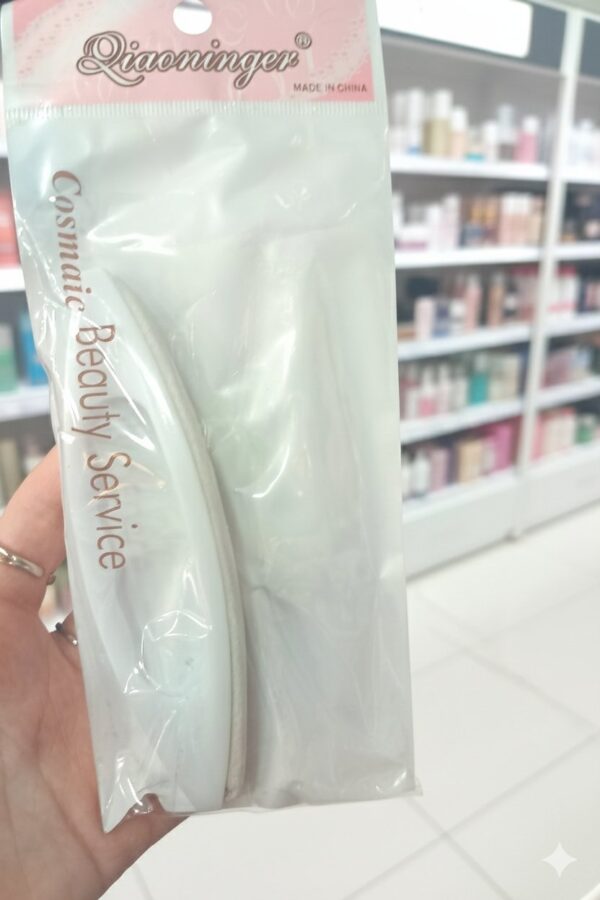 Qiaoninger®
MADE IN CHINA
Cosmaic Beauty Service